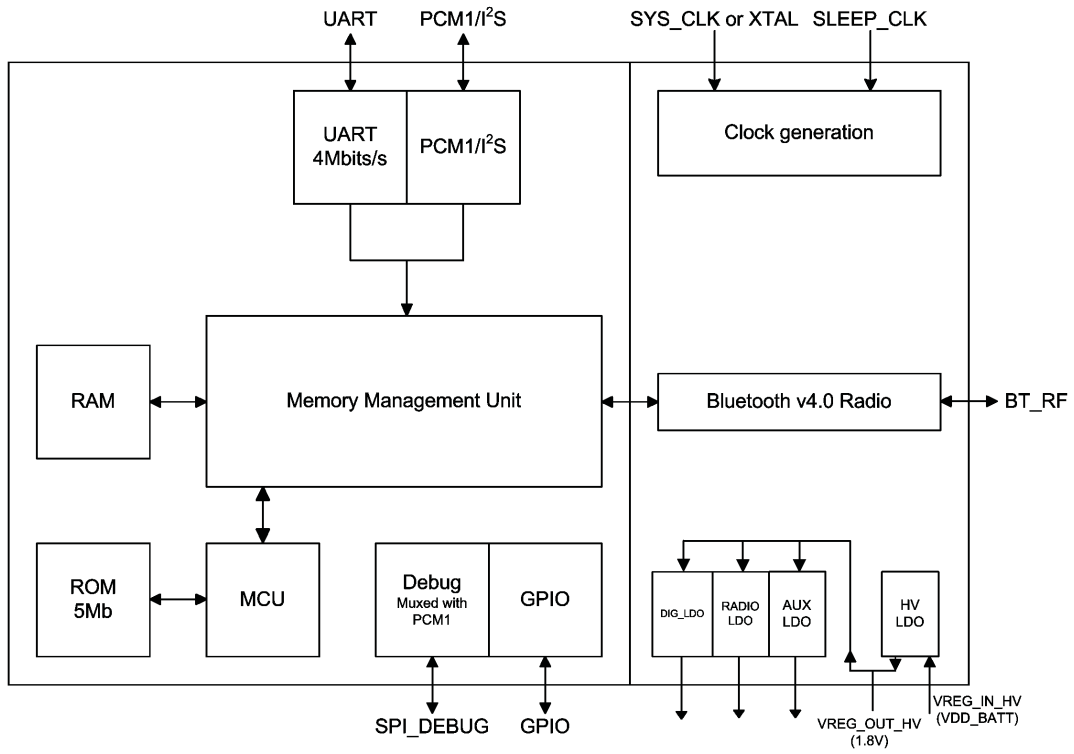 UART
PCM1/I²S
SYS_CLK or XTAL
SLEEP_CLK
UART
4Mbits/s
PCM1/I²S
Clock generation
RAM
Memory Management Unit
Bluetooth v4.0 Radio
BT_RF
ROM
5Mb
MCU
Debug
Muxed with
PCM1
GPIO
DIG_LDO
RADIO
LDO
AUX
LDO
HV
LDO
SPI_DEBUG
GPIO
VREG_OUT_HV
(1.8V)
VREG_IN_HV
(VDD_BATT)